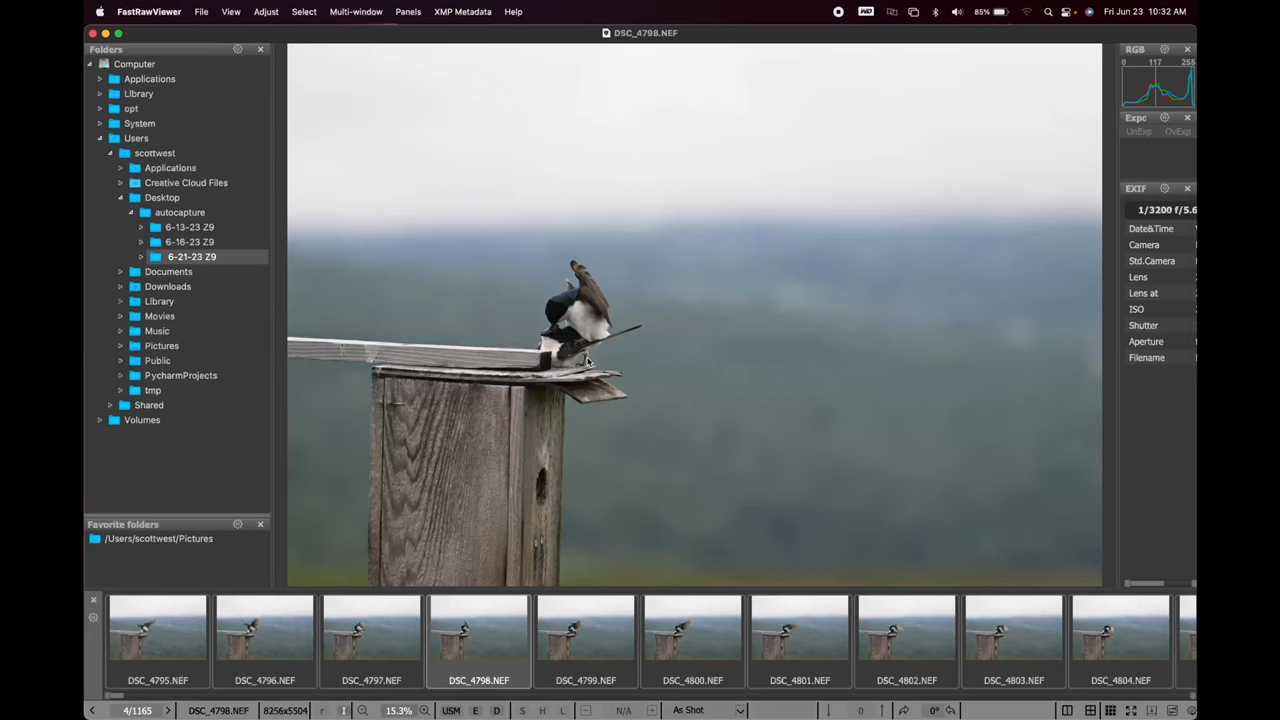 FastRawViewer File View Adjust Select Multi-window Panels XMP Metadata Help WD 85% Fri Jun 23 10:32 AM
DSC_4798.NEF
Folders
Computer
Applications
Library
opt
System
Users
scottwest
Applications
Creative Cloud Files
Desktop
autocapture
6-13-23 Z9
6-16-23 Z9
6-21-23 Z9
Documents
Downloads
Library
Movies
Music
Pictures
Public
PycharmProjects
tmp
Shared
Volumes
Favorite folders
/Users/scottwest/Pictures
RGB
0 117 255
Expo
UnExp OvExp
EXIF
1/3200 f/5.6
Date&Time
Camera
Std.Camera
Lens
Lens at
ISO
Shutter
Aperture
Filename
DSC_4795.NEF DSC_4796.NEF DSC_4797.NEF DSC_4798.NEF DSC_4799.NEF DSC_4800.NEF DSC_4801.NEF DSC_4802.NEF DSC_4803.NEF DSC_4804.NEF
4/1165 DSC_4798.NEF 8256x5504 r I 15.3% USM E D S H L N/A As Shot 0 0°